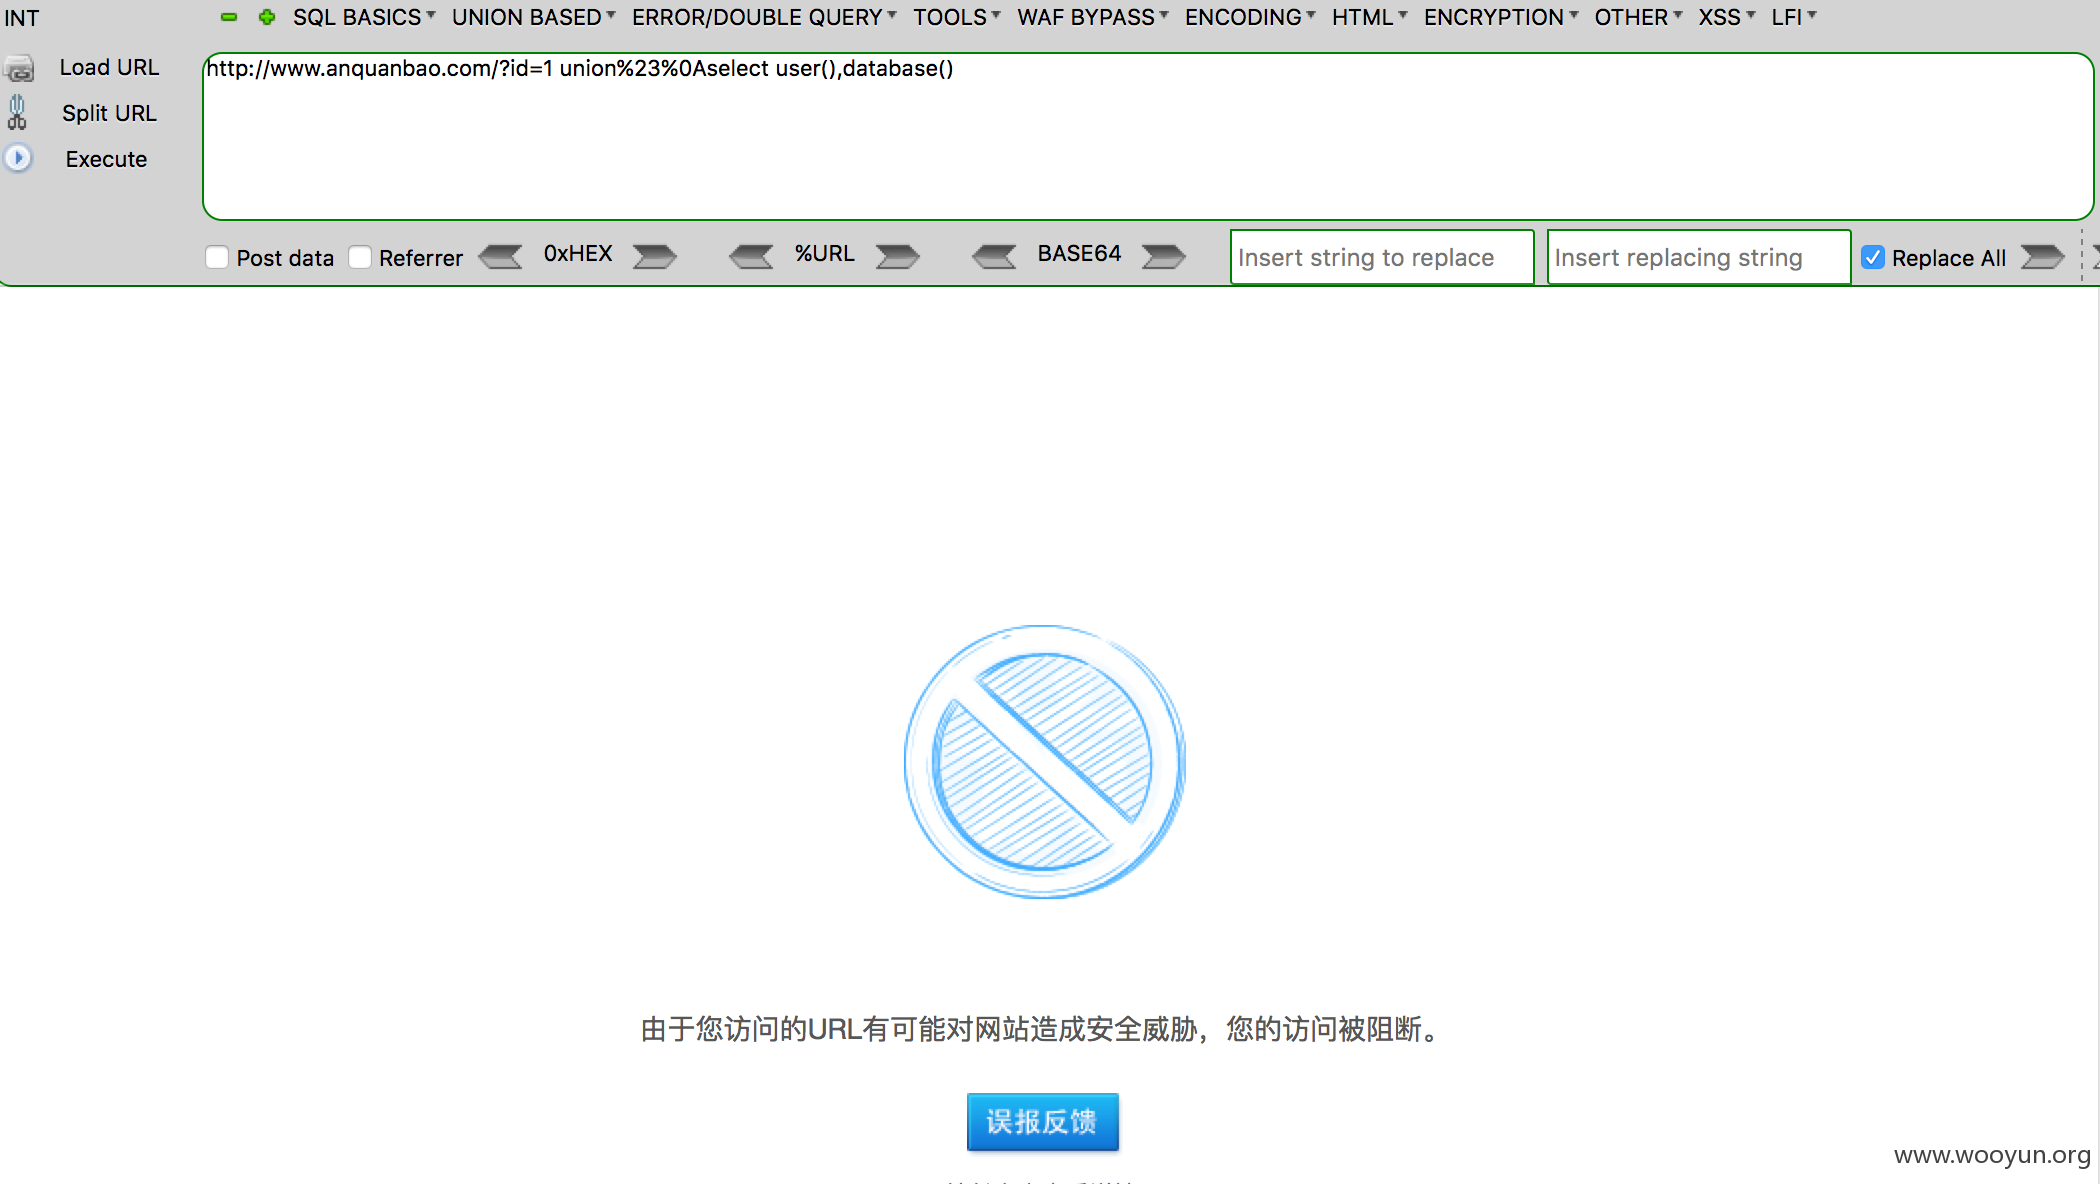 INT SQL BASICS UNION BASED ERROR/DOUBLE QUERY TOOLS WAF BYPASS ENCODING HTML ENCRYPTION OTHER XSS LFI
Load URL
http://www.anquanbao.com/?id=1 union%23%0Aselect user(),database()
Split URL
Execute
Post data Referrer 0xHEX %URL BASE64 Insert string to replace Insert replacing string Replace All
由于您访问的URL有可能对网站造成安全威胁，您的访问被阻断。
误报反馈
www.wooyun.org